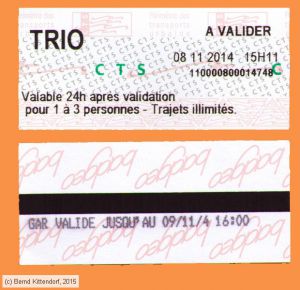 TRIO
A VALIDER
08 11 2014 15H11
110000800014748
C T S
C
Valable 24h après validation
pour 1 à 3 personnes - Trajets illimités.
GAR VALIDE JUSQU'AU 09/11/4 16:00
(c) Bernd Kittendorf, 2015